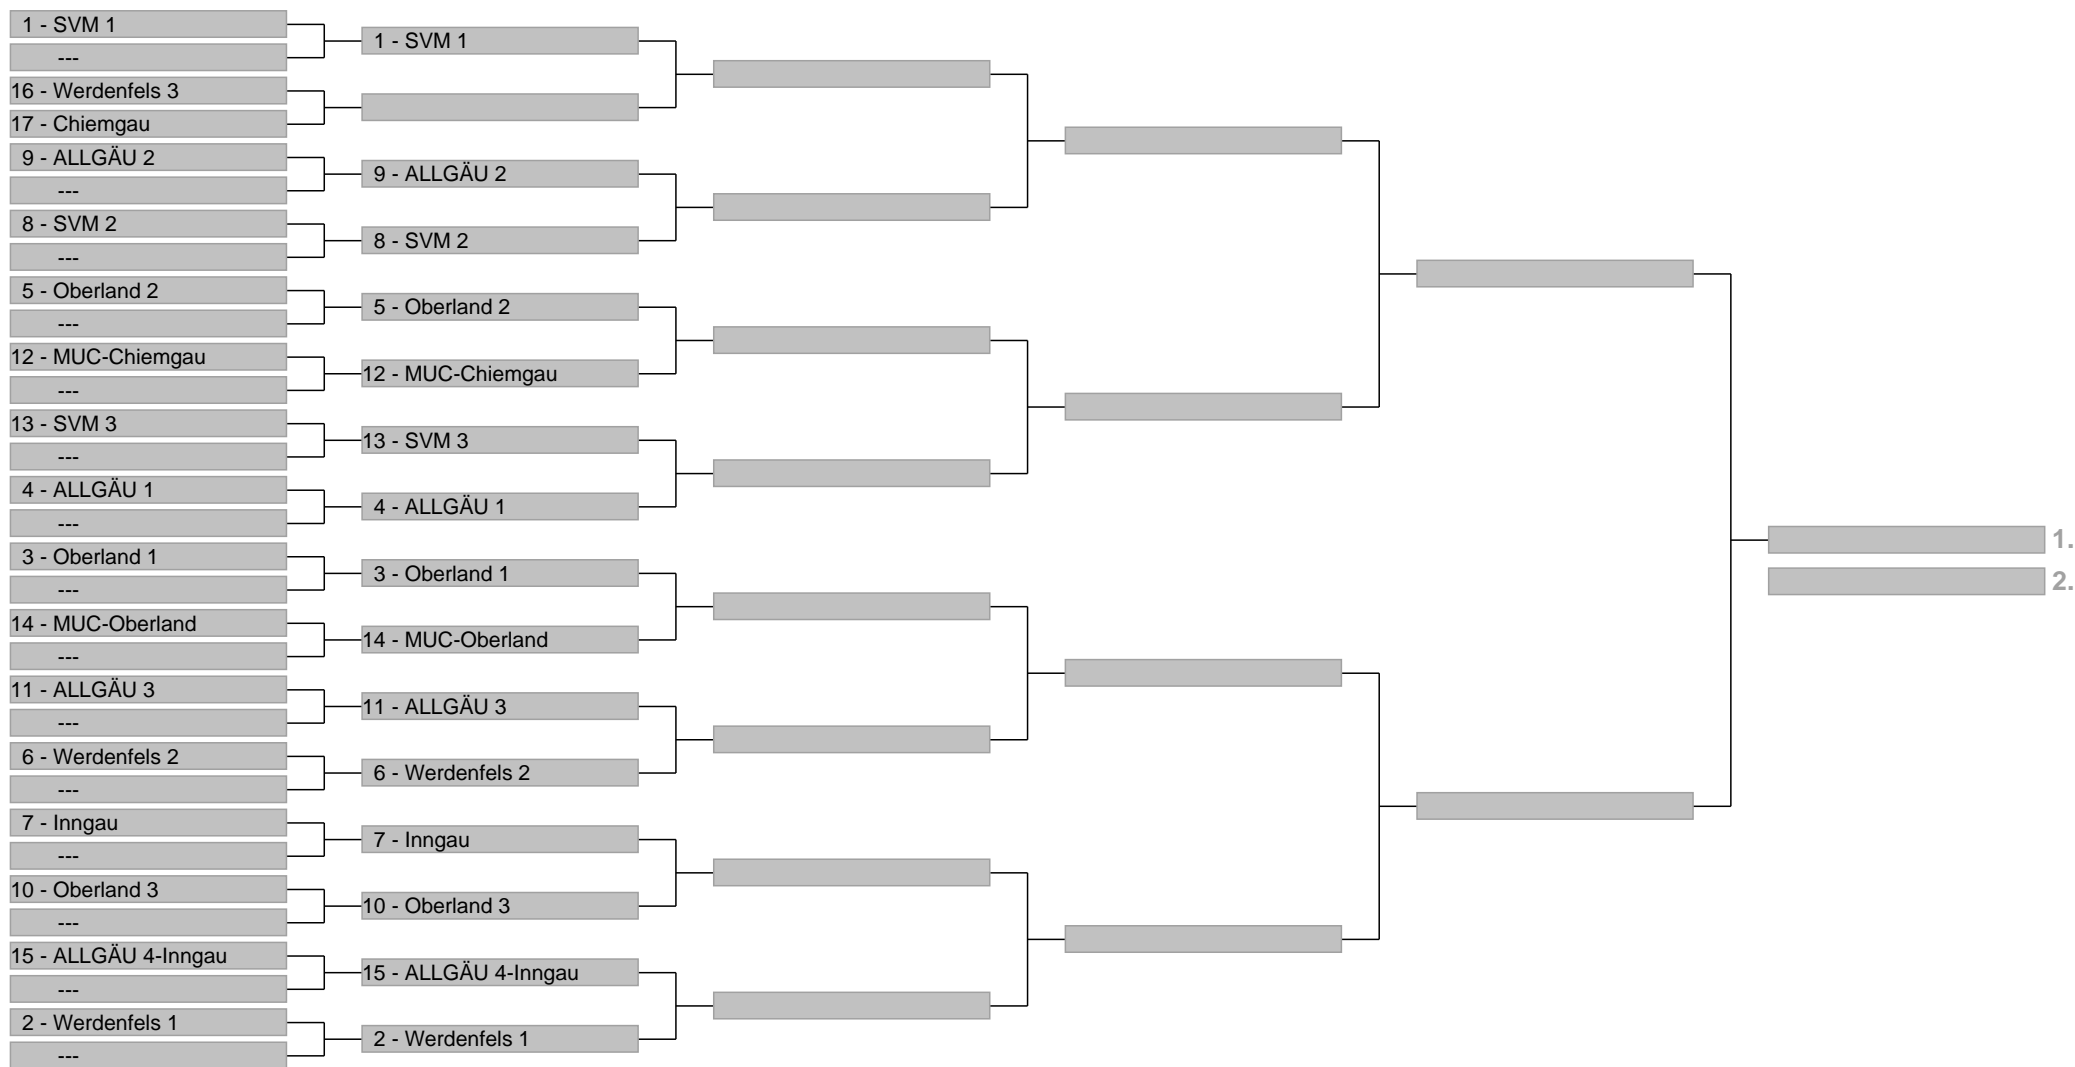 1 - SVM 1
---
16 - Werdenfels 3
17 - Chiemgau
9 - ALLGÄU 2
---
8 - SVM 2
---
5 - Oberland 2
---
12 - MUC-Chiemgau
---
13 - SVM 3
---
4 - ALLGÄU 1
---
3 - Oberland 1
---
14 - MUC-Oberland
---
11 - ALLGÄU 3
---
6 - Werdenfels 2
---
7 - Inngau
---
10 - Oberland 3
---
15 - ALLGÄU 4-Inngau
---
2 - Werdenfels 1
---
1 - SVM 1
9 - ALLGÄU 2
8 - SVM 2
5 - Oberland 2
12 - MUC-Chiemgau
13 - SVM 3
4 - ALLGÄU 1
3 - Oberland 1
14 - MUC-Oberland
11 - ALLGÄU 3
6 - Werdenfels 2
7 - Inngau
10 - Oberland 3
15 - ALLGÄU 4-Inngau
2 - Werdenfels 1
1.
2.